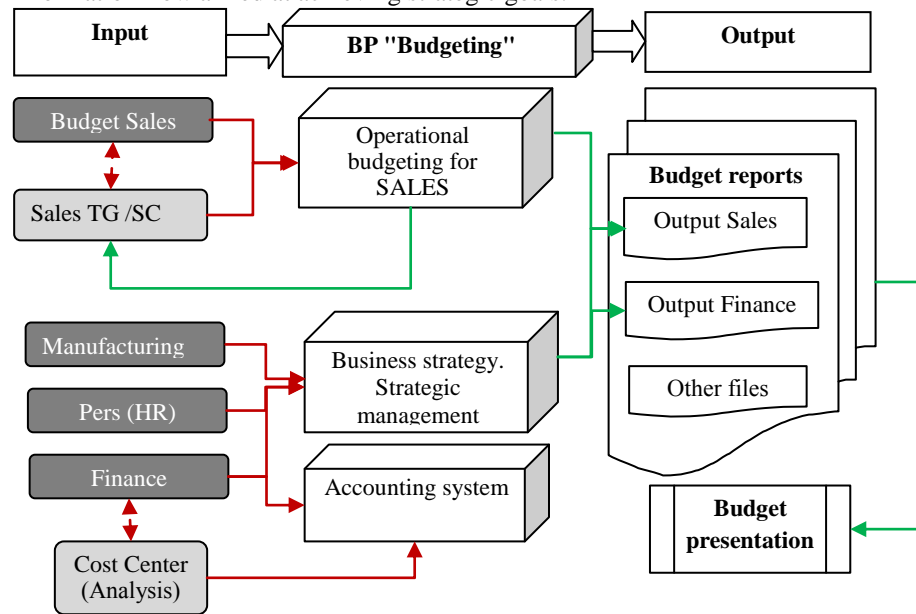 Input
BP "Budgeting"
Output
Budget Sales
Sales TG /SC
Operational
budgeting for
SALES
Budget reports
Output Sales
Output Finance
Other files
Manufacturing
Pers (HR)
Finance
Business strategy.
Strategic
management
Accounting system
Cost Center
(Analysis)
Budget
presentation